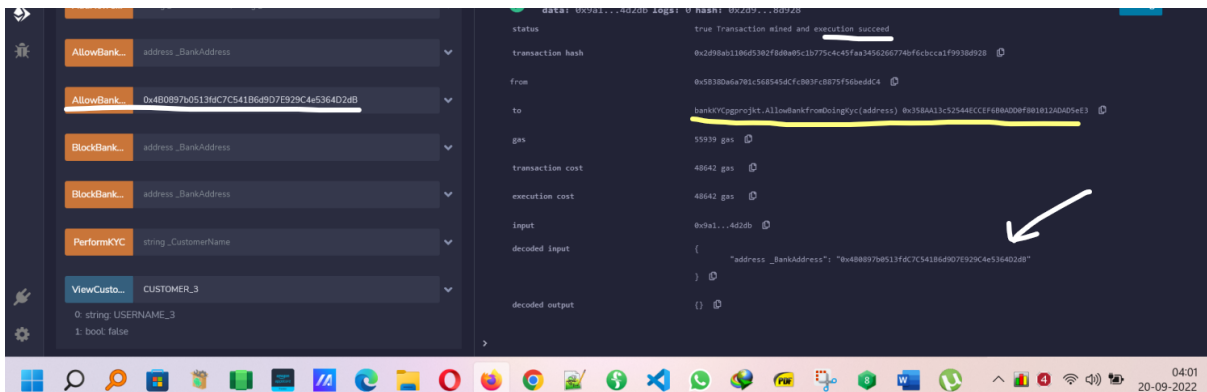 data: 0x9a1...4d2db logs: 0 hash: 0x2d9...8d928
status true Transaction mined and execution succeed
AllowBank... address _BankAddress
transaction hash 0x2d98ab1106d5302f8d0a05c1b775c4c45faa3456266774bf6cbcca1f9938d928
from 0x5B38Da6a701c568545dCfcB03FcB875f56beddC4
AllowBank... 0x4B0897b0513fdC7C541B6d9D7E929C4e5364D2dB
to bankKYCpgprojkt.AllowBankfromDoingKyc(address) 0x358AA13c52544ECCEF6B0ADD0f801012ADAD5eE3
gas 55939 gas
BlockBank... address _BankAddress
transaction cost 48642 gas
BlockBank... address _BankAddress
execution cost 48642 gas
input 0x9a1...4d2db
PerformKYC string _CustomerName
decoded input {
"address _BankAddress": "0x4B0897b0513fdC7C541B6d9D7E929C4e5364D2dB"
}
ViewCusto... CUSTOMER_3
decoded output {}
0: string: USERNAME_3
1: bool: false
>
04:01
20-09-2022